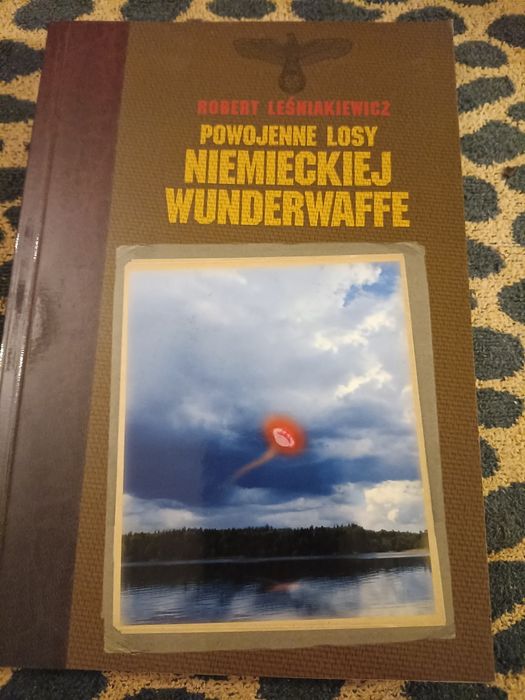 ROBERT LEŚNIAKIEWICZ
POWOJENNE LOSY
NIEMIECKIEJ
WUNDERWAFFE